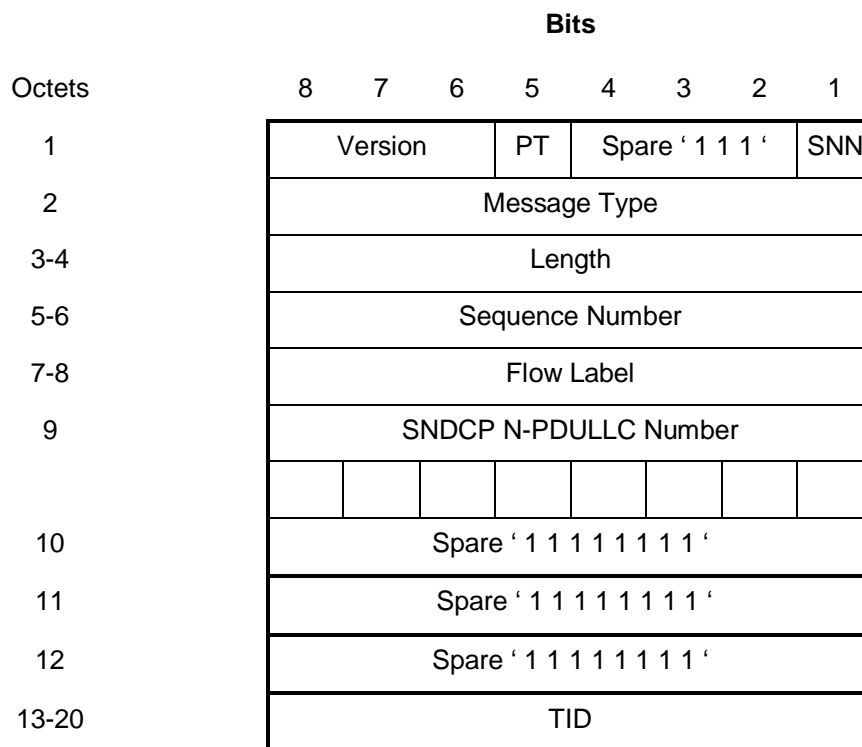 Bits
Octets 8 7 6 5 4 3 2 1
1 Version PT Spare ‘ 1 1 1 ‘ SNN
2 Message Type
3-4 Length
5-6 Sequence Number
7-8 Flow Label
9 SNDCP N-PDULLC Number
10 Spare ‘ 1 1 1 1 1 1 1 1 ‘
11 Spare ‘ 1 1 1 1 1 1 1 1 ‘
12 Spare ‘ 1 1 1 1 1 1 1 1 ‘
13-20 TID